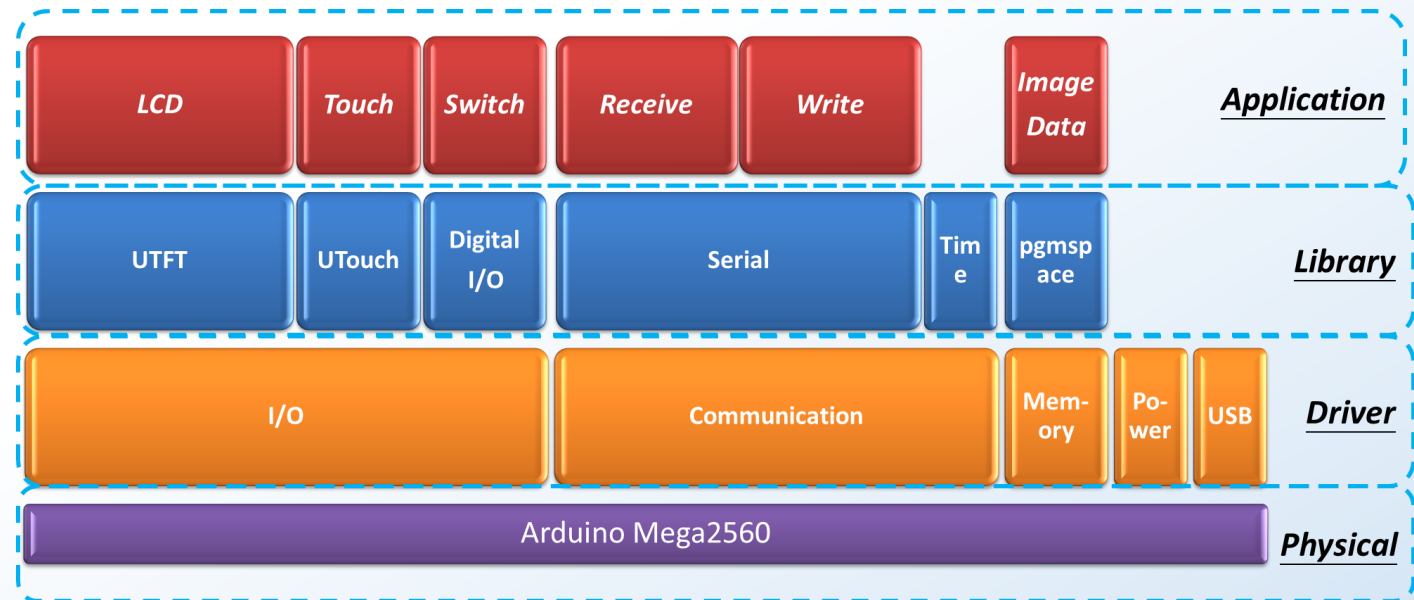 LCD
Touch
Switch
Receive
Write
Image
Data
Application
UTFT
UTouch
Digital
I/O
Serial
Tim
e
pgmsp
ace
Library
I/O
Communication
Mem-
ory
Po-
wer
USB
Driver
Arduino Mega2560
Physical